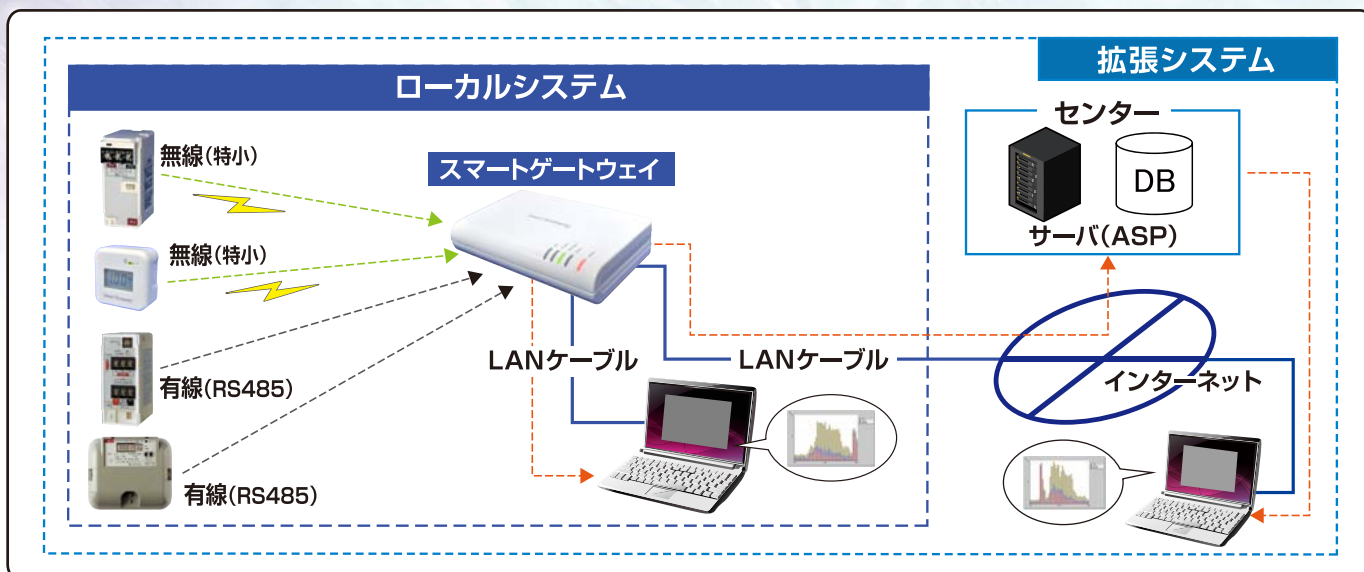 拡張システム
ローカルシステム
センター
無線(特小)
スマートゲートウェイ
DB
サーバ(ASP)
無線(特小)
LANケーブル
LANケーブル
有線(RS485)
インターネット
有線(RS485)